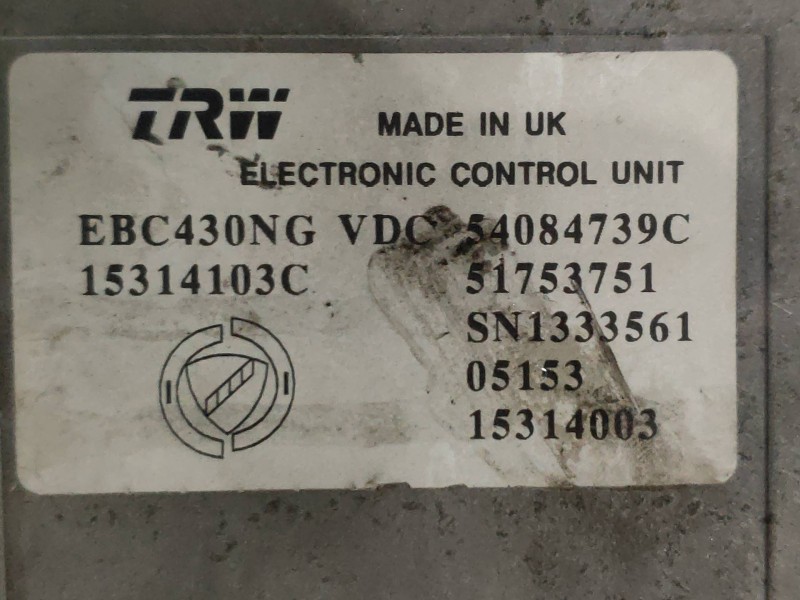 TRW MADE IN UK
ELECTRONIC CONTROL UNIT
EBC430NG VDC 54084739C
15314103C 51753751
SN1333561
05153
15314003